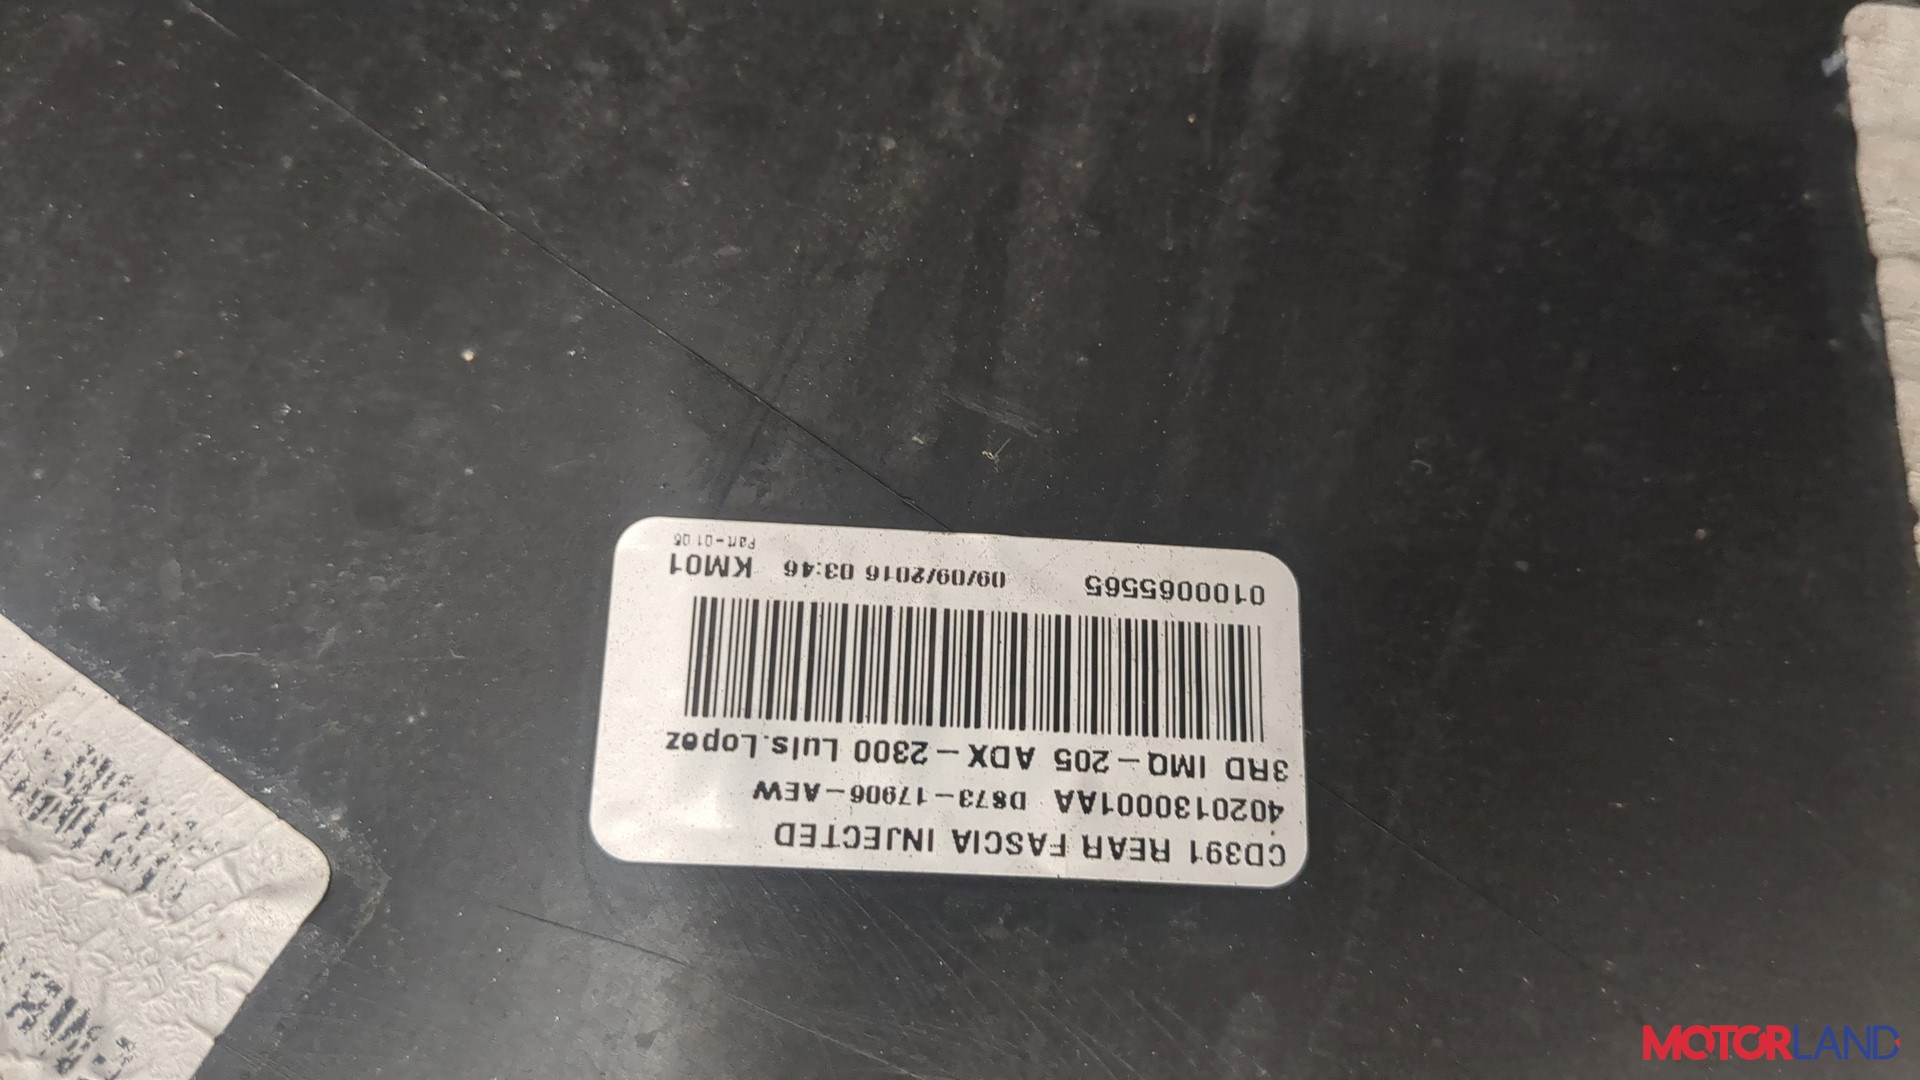 CD391 REAR FASCIA INJECTED
4020130001AA DS73-17906-AEW
3RD IMQ-205 ADX-2300 Luis.Lopez
0100065565 09/09/2016 03:46 KM01
Part-01 05
MOTORLAND